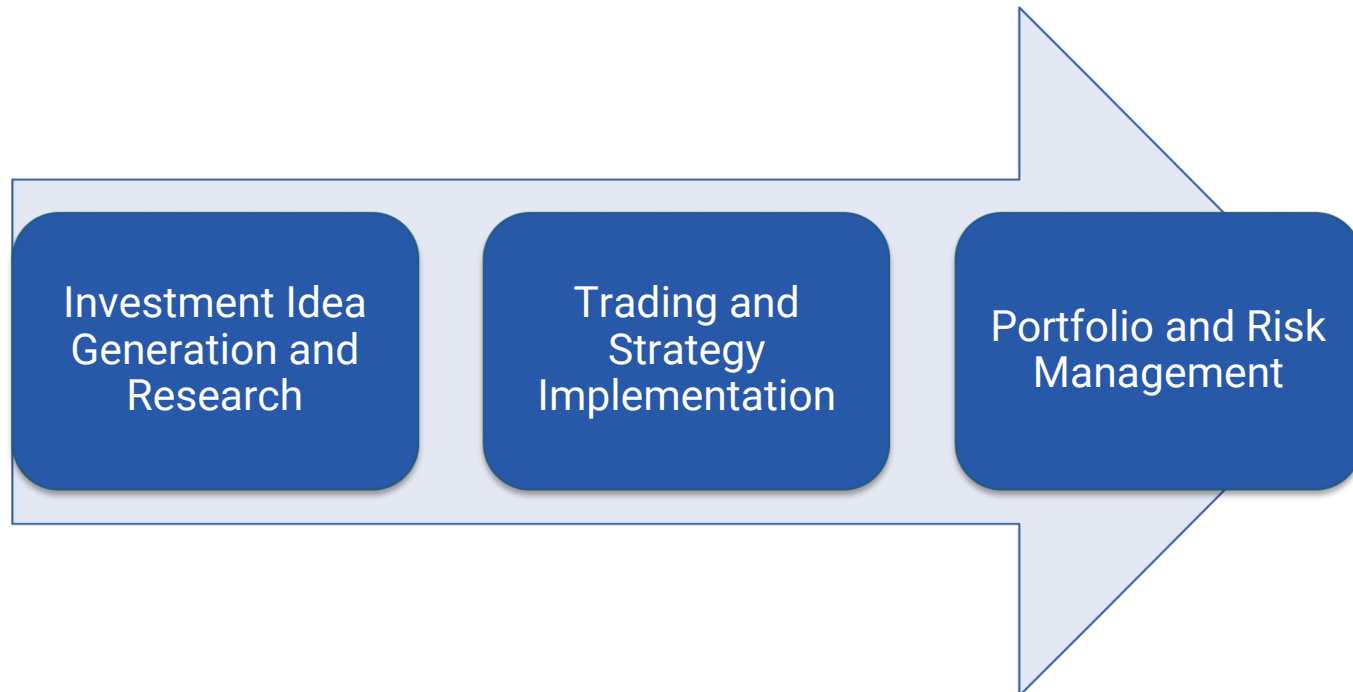 Investment Idea
Generation and
Research
Trading and
Strategy
Implementation
Portfolio and Risk
Management